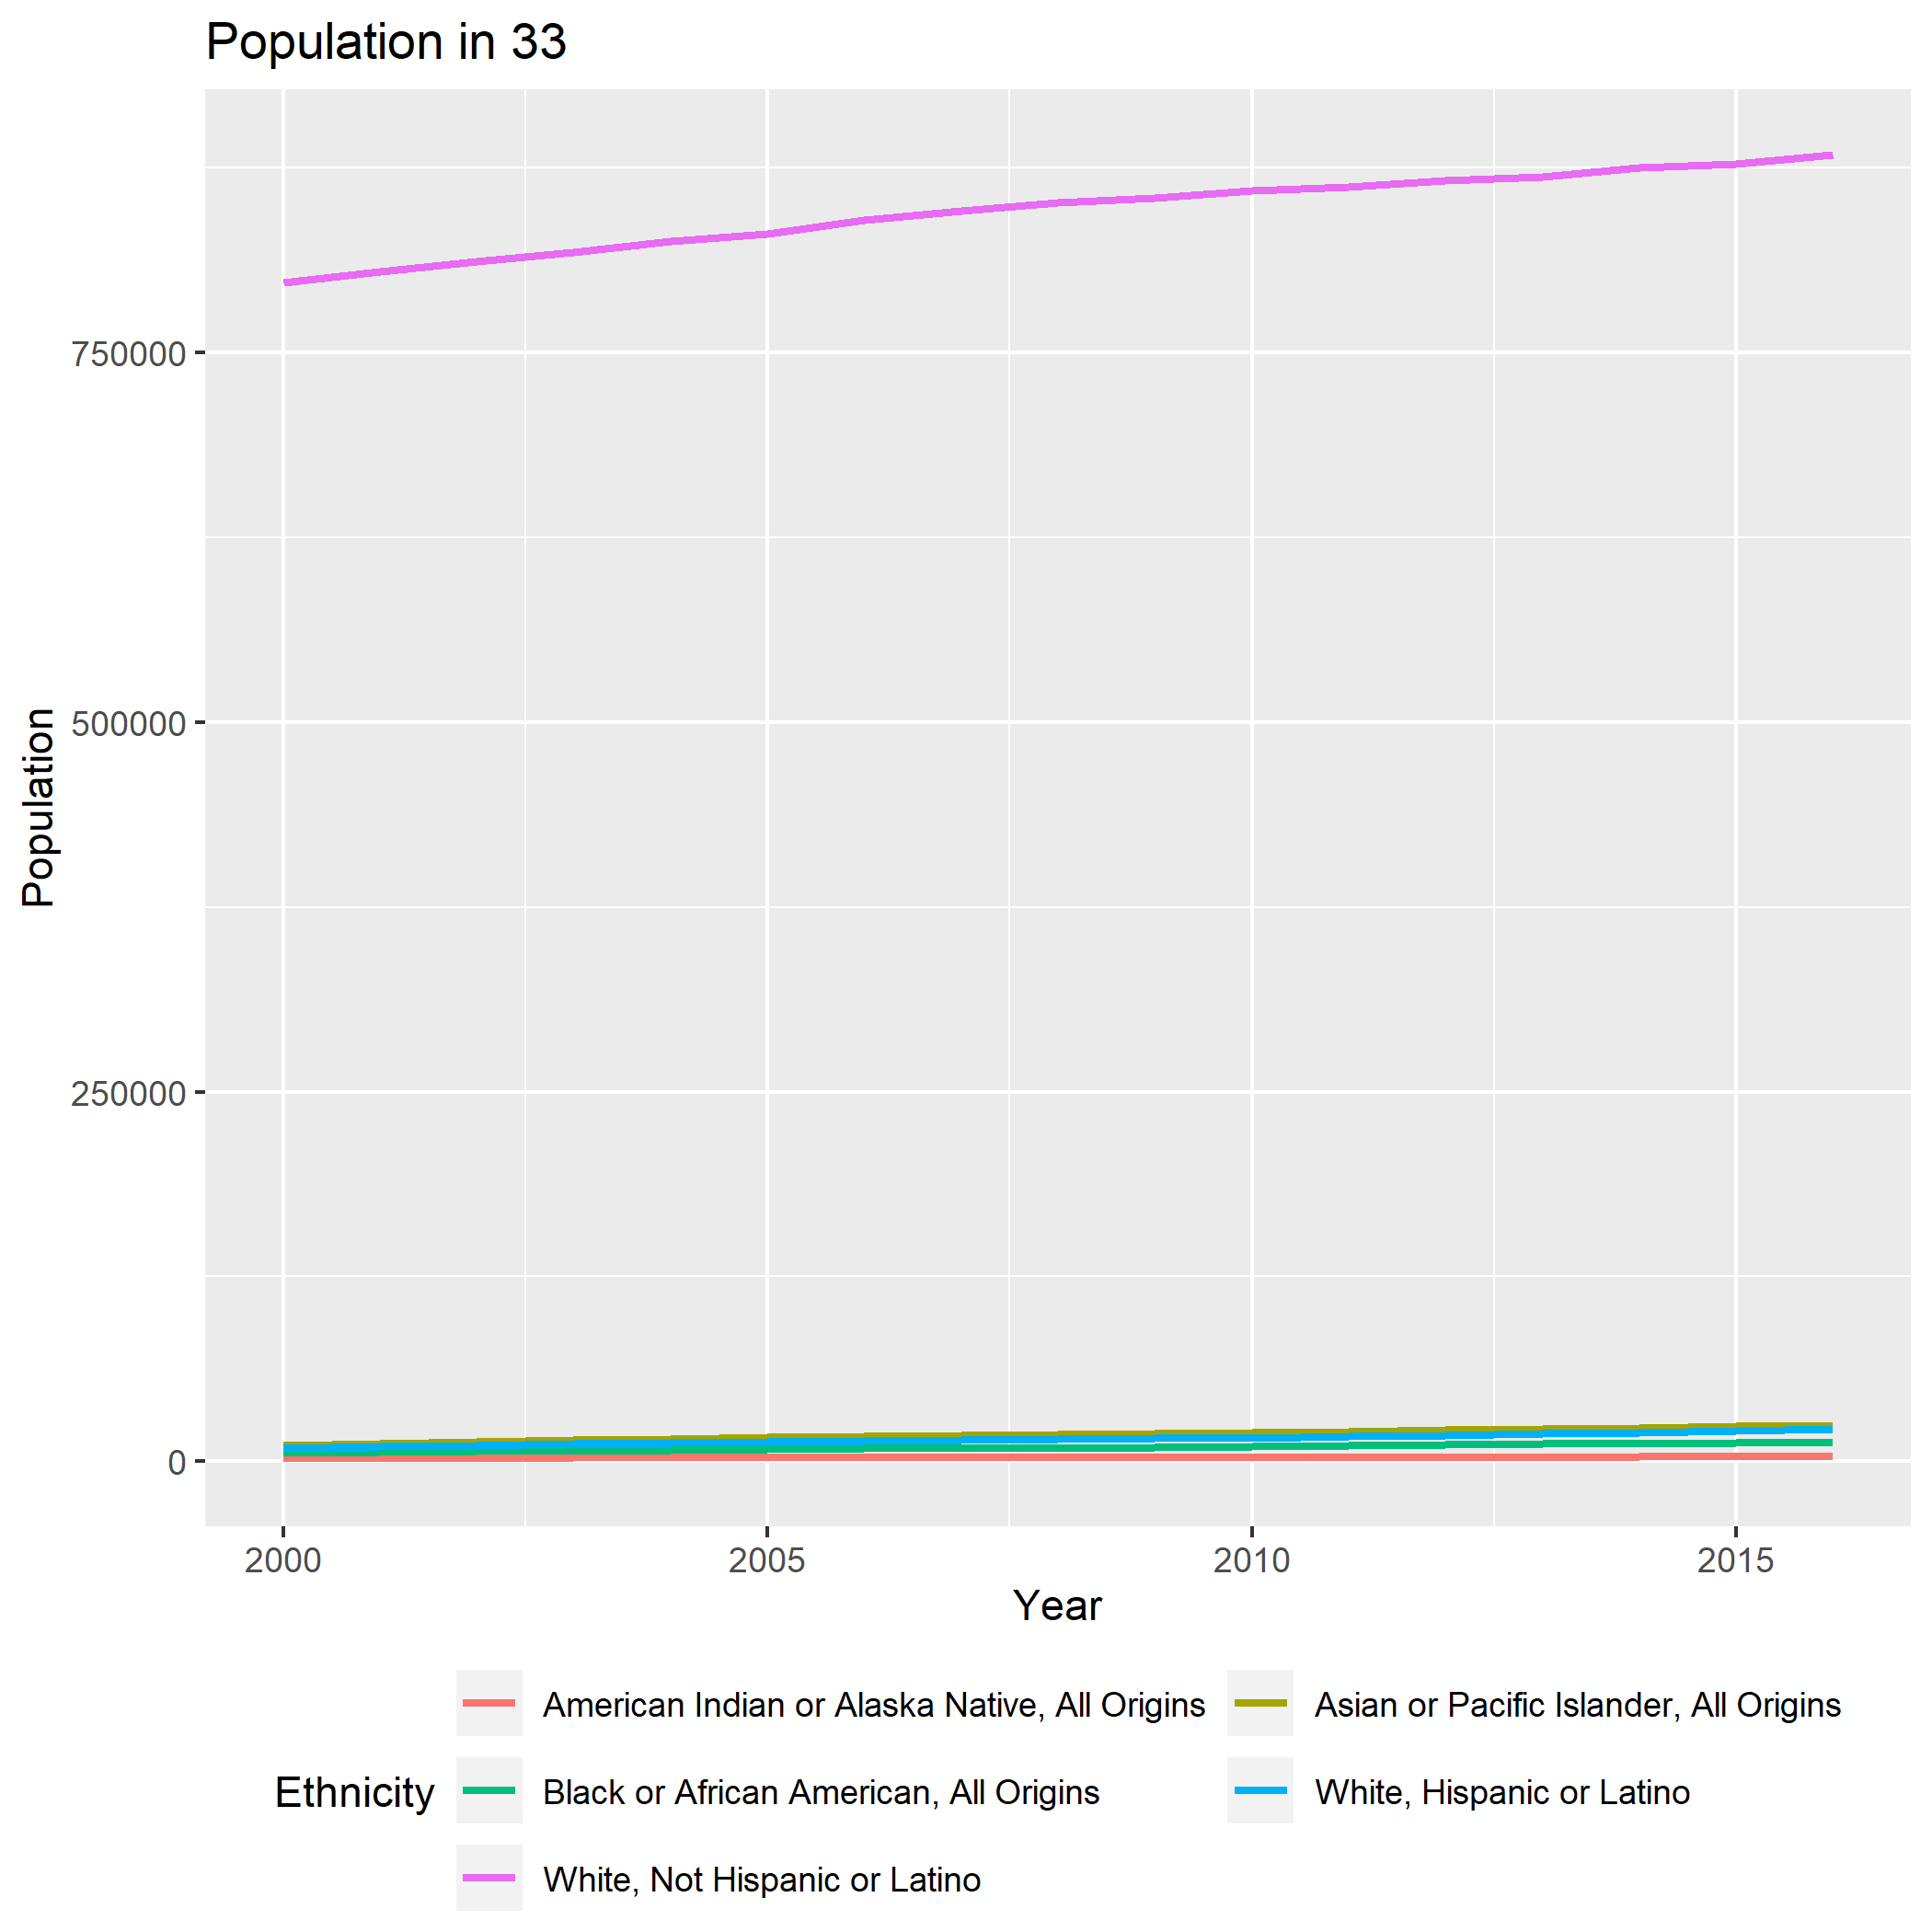 Population in 33
Population
750000
500000
250000
0
2000 2005 2010 2015
Year
Ethnicity
American Indian or Alaska Native, All Origins
Asian or Pacific Islander, All Origins
Black or African American, All Origins
White, Hispanic or Latino
White, Not Hispanic or Latino